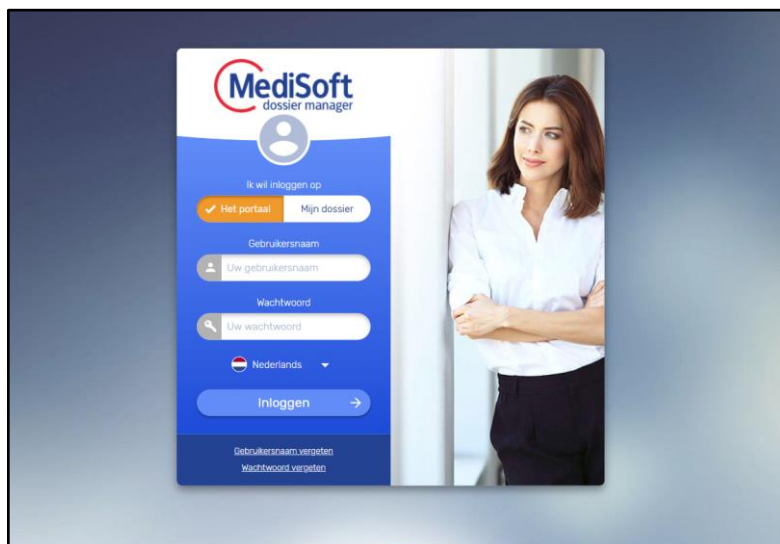 MediSoft
dossier manager
Ik wil inloggen op
Het portaal
Mijn dossier
Gebruikersnaam
Uw gebruikersnaam
Wachtwoord
Uw wachtwoord
Nederlands
Inloggen
Gebruikersnaam vergeten
Wachtwoord vergeten